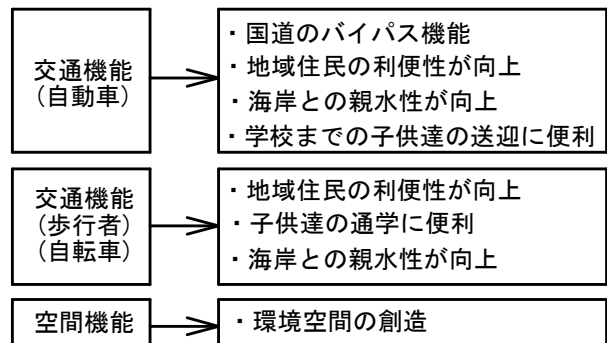 交通機能
（自動車）
・国道のバイパス機能
・地域住民の利便性が向上
・海岸との親水性が向上
・学校までの子供達の送迎に便利
交通機能
（歩行者）
（自転車）
・地域住民の利便性が向上
・子供達の通学に便利
・海岸との親水性が向上
空間機能
・環境空間の創造